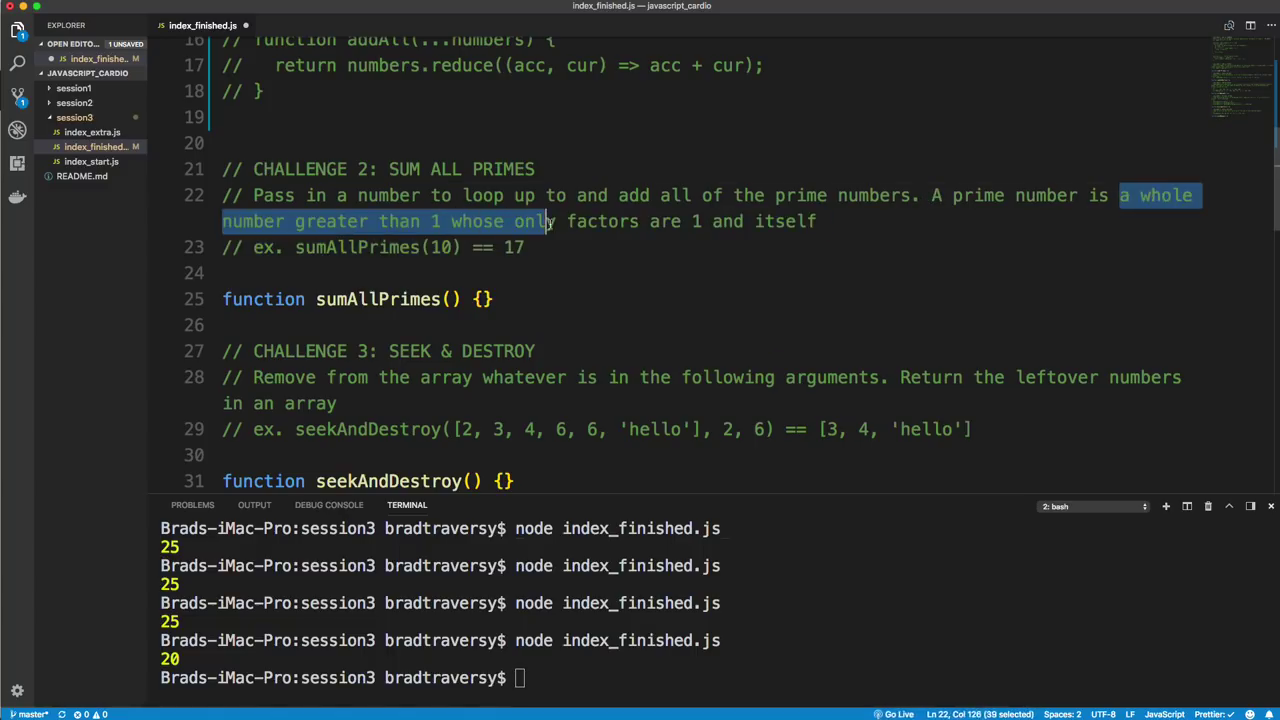 index_finished.js — javascript_cardio
EXPLORER
index_finished.js
OPEN EDITO... 1 UNSAVED
index_finishe... M
JAVASCRIPT_CARDIO
session1
session2
session3
index_extra.js
index_finished... M
index_start.js
README.md
16 // function addAll(...numbers) {
17 //   return numbers.reduce((acc, cur) => acc + cur);
18 // }
19
20
21 // CHALLENGE 2: SUM ALL PRIMES
22 // Pass in a number to loop up to and add all of the prime numbers. A prime number is a whole
number greater than 1 whose only factors are 1 and itself
23 // ex. sumAllPrimes(10) == 17
24
25 function sumAllPrimes() {}
26
27 // CHALLENGE 3: SEEK & DESTROY
28 // Remove from the array whatever is in the following arguments. Return the leftover numbers
in an array
29 // ex. seekAndDestroy([2, 3, 4, 6, 6, 'hello'], 2, 6) == [3, 4, 'hello']
30
31 function seekAndDestroy() {}
PROBLEMS OUTPUT DEBUG CONSOLE TERMINAL 2: bash
Brads-iMac-Pro:session3 bradtraversy$ node index_finished.js
25
Brads-iMac-Pro:session3 bradtraversy$ node index_finished.js
25
Brads-iMac-Pro:session3 bradtraversy$ node index_finished.js
25
Brads-iMac-Pro:session3 bradtraversy$ node index_finished.js
20
Brads-iMac-Pro:session3 bradtraversy$
master* 0 0 Go Live Ln 22, Col 126 (39 selected) Spaces: 2 UTF-8 LF JavaScript Prettier: ✓